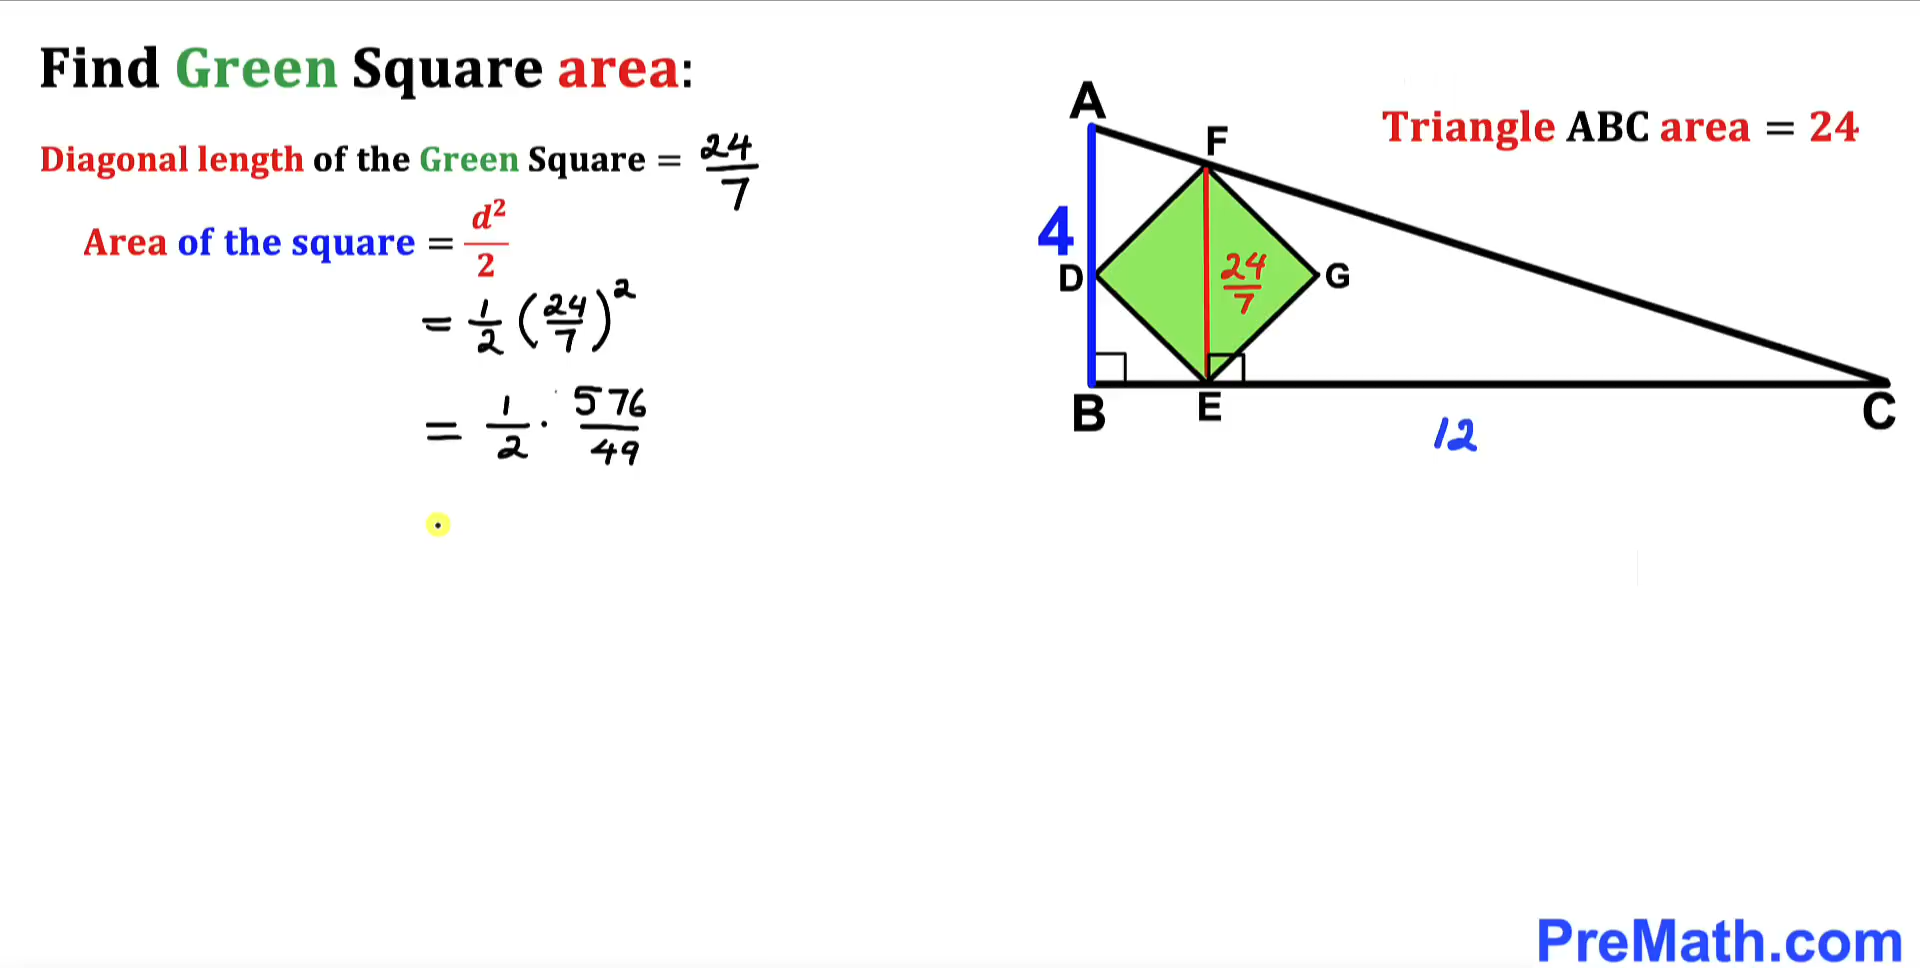 Find Green Square area:
Diagonal length of the Green Square = 24/7
Area of the square = d²/2
= 1/2 (24/7)²
= 1/2 · 576/49
A
F
Triangle ABC area = 24
4
D
24/7
G
B
E
C
12
PreMath.com